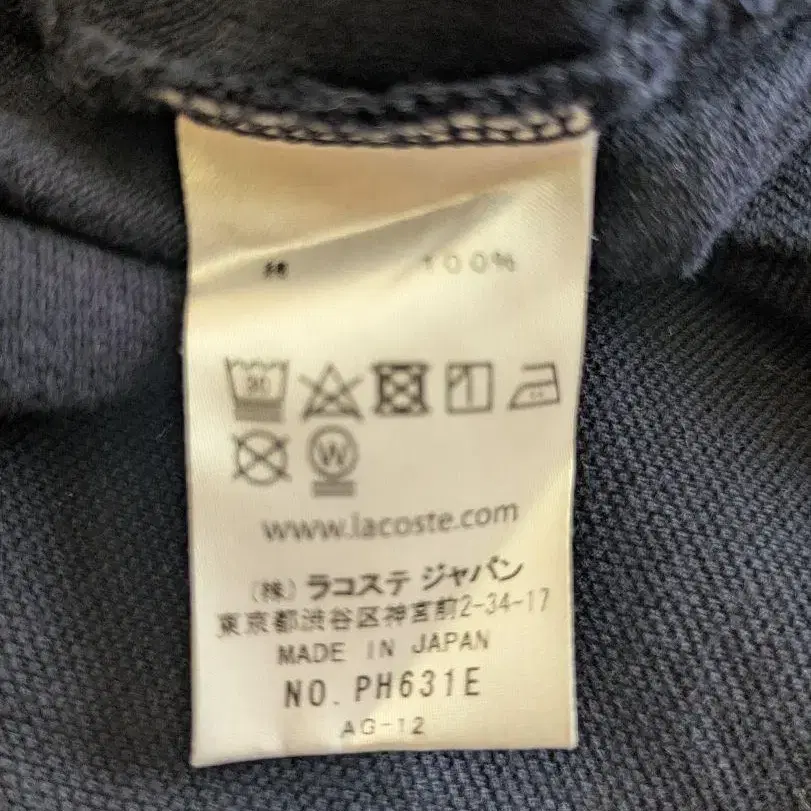 綿 100%
30
W
www.lacoste.com
(株) ラコステ ジャパン
東京都渋谷区神宮前2-34-17
MADE IN JAPAN
NO. PH631E
AG-12